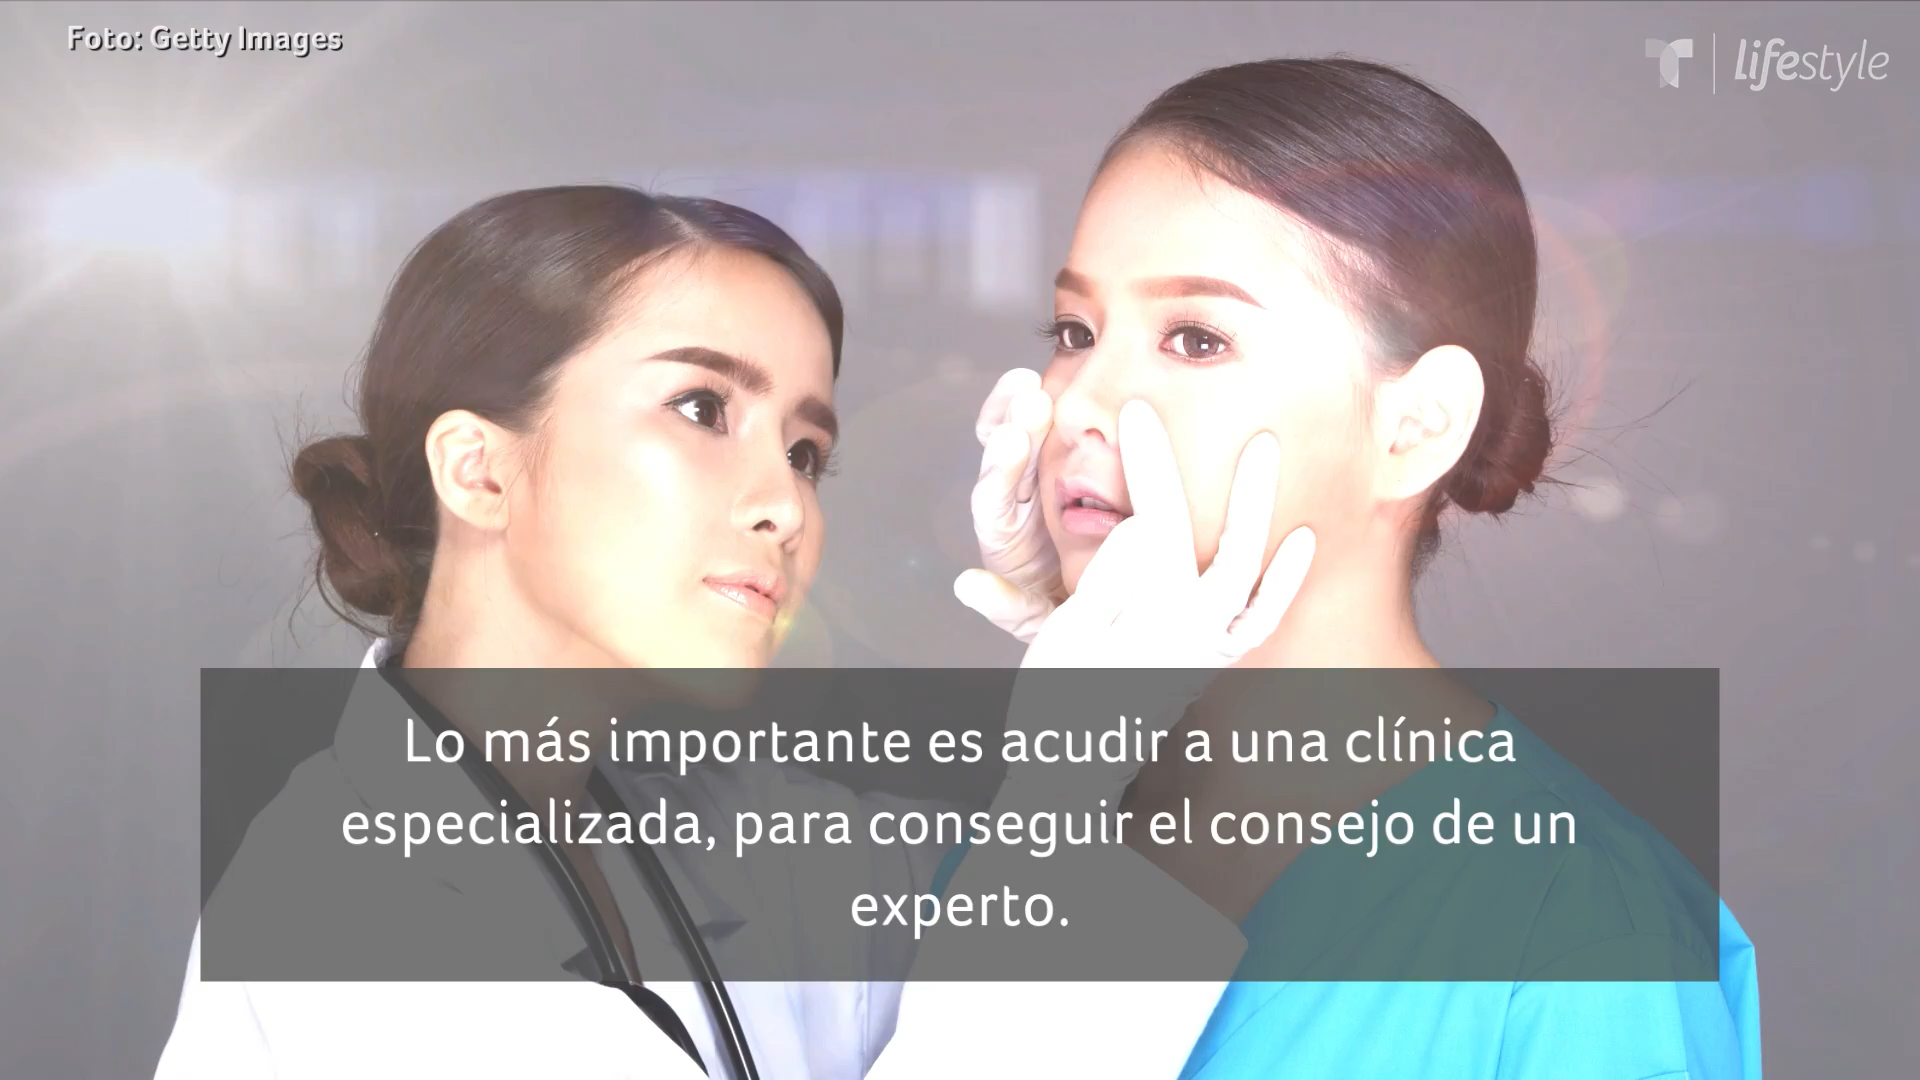 Foto: Getty Images
lifestyle
Lo más importante es acudir a una clínica
especializada, para conseguir el consejo de un
experto.